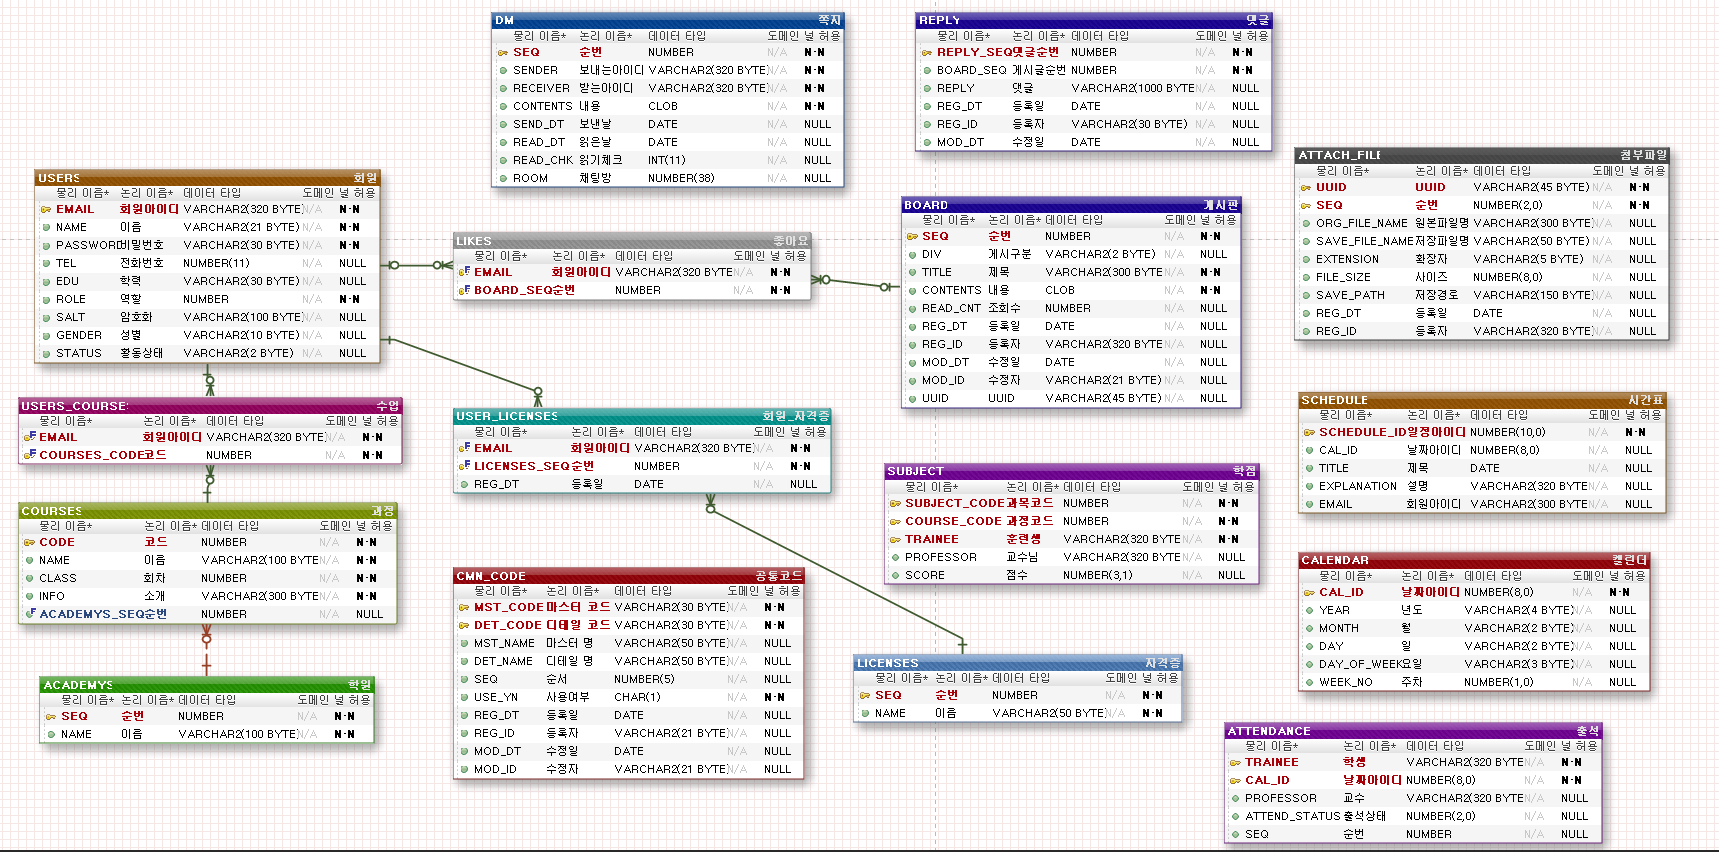 DM 쪽지
물리 이름* 논리 이름* 데이터 타입 도메인 널 허용
SEQ 순번 NUMBER N/A N-N
SENDER 보내는아이디 VARCHAR2(320 BYTE) N/A N-N
RECEIVER 받는아이디 VARCHAR2(320 BYTE) N/A N-N
CONTENTS 내용 CLOB N/A N-N
SEND_DT 보낸날 DATE N/A NULL
READ_DT 읽은날 DATE N/A NULL
READ_CHK 읽기체크 INT(11) N/A NULL
ROOM 채팅방 NUMBER(38) N/A NULL
REPLY 댓글
물리 이름* 논리 이름* 데이터 타입 도메인 널 허용
REPLY_SEQ 댓글순번 NUMBER N/A N-N
BOARD_SEQ 게시글순번 NUMBER N/A N-N
REPLY 댓글 VARCHAR2(1000 BYTE N/A NULL
REG_DT 등록일 DATE N/A NULL
REG_ID 등록자 VARCHAR2(30 BYTE) N/A NULL
MOD_DT 수정일 DATE N/A NULL
ATTACH_FILE 첨부파일
물리 이름* 논리 이름* 데이터 타입 도메인 널 허용
UUID UUID VARCHAR2(45 BYTE) N/A N-N
SEQ 순번 NUMBER(2,0) N/A N-N
ORG_FILE_NAME 원본파일명 VARCHAR2(300 BYTE) N/A NULL
SAVE_FILE_NAME 저장파일명 VARCHAR2(50 BYTE) N/A NULL
EXTENSION 확장자 VARCHAR2(5 BYTE) N/A NULL
FILE_SIZE 사이즈 NUMBER(8,0) N/A NULL
SAVE_PATH 저장경로 VARCHAR2(150 BYTE) N/A NULL
REG_DT 등록일 DATE N/A NULL
REG_ID 등록자 VARCHAR2(320 BYTE) N/A NULL
USERS 회원
물리 이름* 논리 이름* 데이터 타입 도메인 널 허용
EMAIL 회원아이디 VARCHAR2(320 BYTE) N/A N-N
NAME 이름 VARCHAR2(21 BYTE) N/A N-N
PASSWORD 비밀번호 VARCHAR2(30 BYTE) N/A N-N
TEL 전화번호 NUMBER(11) N/A NULL
EDU 학력 VARCHAR2(30 BYTE) N/A NULL
ROLE 역할 NUMBER N/A N-N
SALT 암호화 VARCHAR2(100 BYTE) N/A NULL
GENDER 성별 VARCHAR2(10 BYTE) N/A NULL
STATUS 활동상태 VARCHAR2(2 BYTE) N/A NULL
LIKES 좋아요
물리 이름* 논리 이름* 데이터 타입 도메인 널 허용
EMAIL 회원아이디 VARCHAR2(320 BYTE N/A N-N
BOARD_SEQ 순번 NUMBER N/A N-N
BOARD 게시판
물리 이름* 논리 이름* 데이터 타입 도메인 널 허용
SEQ 순번 NUMBER N/A N-N
DIV 게시구분 VARCHAR2(2 BYTE) N/A NULL
TITLE 제목 VARCHAR2(300 BYTE) N/A N-N
CONTENTS 내용 CLOB N/A N-N
READ_CNT 조회수 NUMBER N/A NULL
REG_DT 등록일 DATE N/A NULL
REG_ID 등록자 VARCHAR2(320 BYTE N/A NULL
MOD_DT 수정일 DATE N/A NULL
MOD_ID 수정자 VARCHAR2(21 BYTE) N/A NULL
UUID UUID VARCHAR2(45 BYTE) N/A NULL
USERS_COURSE 수업
물리 이름* 논리 이름* 데이터 타입 도메인 널 허용
EMAIL 회원아이디 VARCHAR2(320 BYTE) N/A N-N
COURSES_CODE 코드 NUMBER N/A N-N
USER_LICENSES 회원_자격증
물리 이름* 논리 이름* 데이터 타입 도메인 널 허용
EMAIL 회원아이디 VARCHAR2(320 BYTE) N/A N-N
LICENSES_SEQ 순번 NUMBER N/A N-N
REG_DT 등록일 DATE N/A NULL
SCHEDULE 시간표
물리 이름* 논리 이름* 데이터 타입 도메인 널 허용
SCHEDULE_ID 일정아이디 NUMBER(10,0) N/A N-N
CAL_ID 날짜아이디 NUMBER(8,0) N/A NULL
TITLE 제목 DATE N/A NULL
EXPLANATION 설명 VARCHAR2(320 BYTE N/A NULL
EMAIL 회원아이디 VARCHAR2(300 BYTE N/A NULL
SUBJECT 학점
물리 이름* 논리 이름* 데이터 타입 도메인 널 허용
SUBJECT_CODE 과목코드 NUMBER N/A N-N
COURSE_CODE 과정코드 NUMBER N/A N-N
TRAINEE 훈련생 VARCHAR2(320 BYTE N/A N-N
PROFESSOR 교수님 VARCHAR2(320 BYTE N/A NULL
SCORE 점수 NUMBER(3,1) N/A NULL
COURSES 과정
물리 이름* 논리 이름* 데이터 타입 도메인 널 허용
CODE 코드 NUMBER N/A N-N
NAME 이름 VARCHAR2(100 BYTE) N/A N-N
CLASS 회차 NUMBER N/A N-N
INFO 소개 VARCHAR2(300 BYTE) N/A N-N
ACADEMYS_SEQ 순번 NUMBER N/A NULL
CMN_CODE 공통코드
물리 이름* 논리 이름* 데이터 타입 도메인 널 허용
MST_CODE 마스터 코드 VARCHAR2(30 BYTE) N/A N-N
DET_CODE 디테일 코드 VARCHAR2(30 BYTE) N/A N-N
MST_NAME 마스터 명 VARCHAR2(50 BYTE) N/A NULL
DET_NAME 디테일 명 VARCHAR2(50 BYTE) N/A NULL
SEQ 순서 NUMBER(5) N/A NULL
USE_YN 사용여부 CHAR(1) N/A N-N
REG_DT 등록일 DATE N/A NULL
REG_ID 등록자 VARCHAR2(21 BYTE) N/A NULL
MOD_DT 수정일 DATE N/A NULL
MOD_ID 수정자 VARCHAR2(21 BYTE) N/A NULL
CALENDAR 캘린더
물리 이름* 논리 이름* 데이터 타입 도메인 널 허용
CAL_ID 날짜아이디 NUMBER(8,0) N/A N-N
YEAR 년도 VARCHAR2(4 BYTE) N/A NULL
MONTH 월 VARCHAR2(2 BYTE) N/A NULL
DAY 일 VARCHAR2(2 BYTE) N/A NULL
DAY_OF_WEEK 요일 VARCHAR2(3 BYTE) N/A NULL
WEEK_NO 주차 NUMBER(1,0) N/A NULL
LICENSES 자격증
물리 이름* 논리 이름* 데이터 타입 도메인 널 허용
SEQ 순번 NUMBER N/A N-N
NAME 이름 VARCHAR2(50 BYTE) N/A N-N
ACADEMYS 학원
물리 이름* 논리 이름* 데이터 타입 도메인 널 허용
SEQ 순번 NUMBER N/A N-N
NAME 이름 VARCHAR2(100 BYTE) N/A N-N
ATTENDANCE 출석
물리 이름* 논리 이름* 데이터 타입 도메인 널 허용
TRAINEE 학생 VARCHAR2(320 BYTE N/A N-N
CAL_ID 날짜아이디 NUMBER(8,0) N/A N-N
PROFESSOR 교수 VARCHAR2(320 BYTE N/A NULL
ATTEND_STATUS 출석상태 NUMBER(2,0) N/A NULL
SEQ 순번 NUMBER N/A NULL